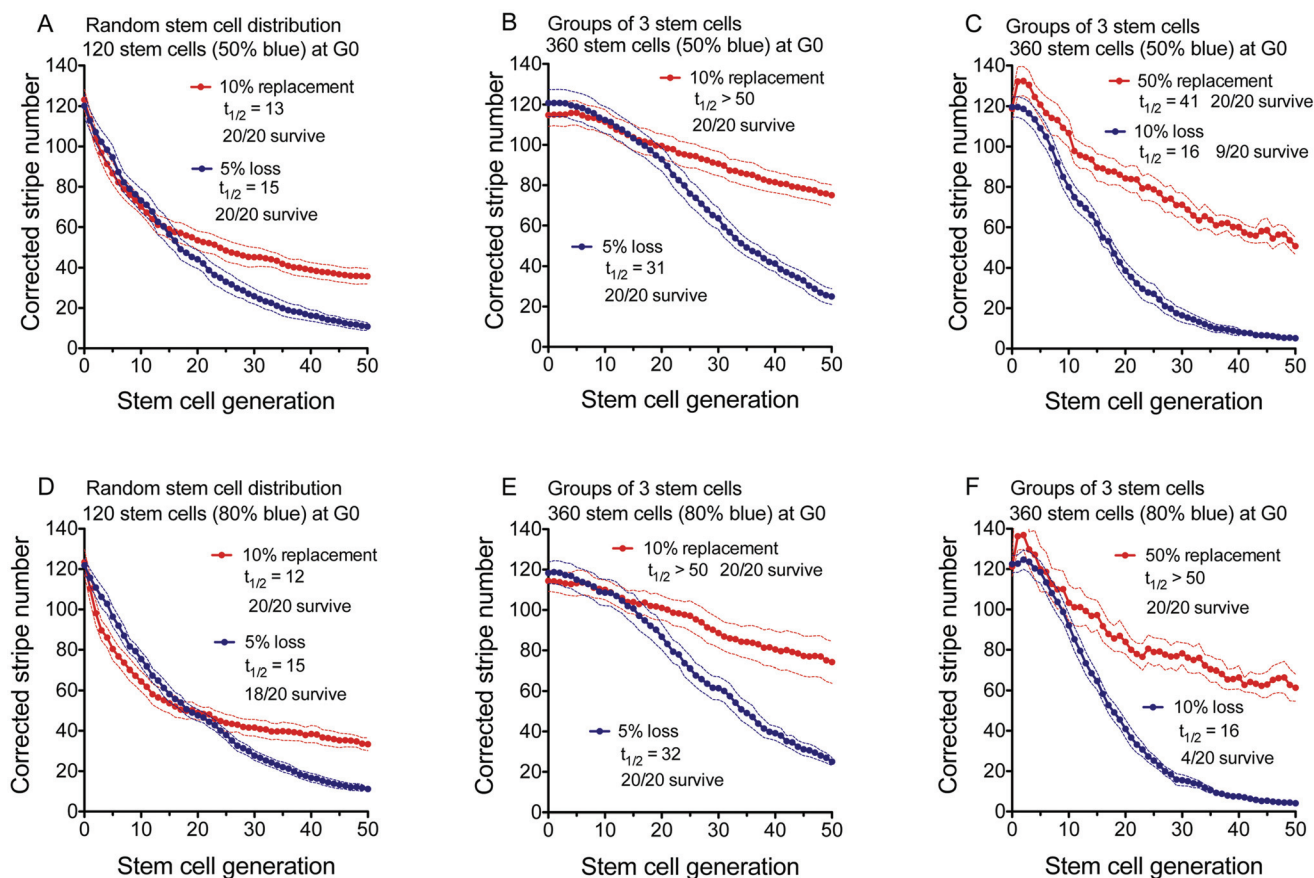 A Random stem cell distribution
120 stem cells (50% blue) at G0
140
120
100
80
60
40
20
0
Corrected stripe number
10% replacement
t1/2 = 13
20/20 survive
5% loss
t1/2 = 15
20/20 survive
0 10 20 30 40 50
Stem cell generation
B Groups of 3 stem cells
360 stem cells (50% blue) at G0
140
120
100
80
60
40
20
0
Corrected stripe number
10% replacement
t1/2 > 50
20/20 survive
5% loss
t1/2 = 31
20/20 survive
0 10 20 30 40 50
Stem cell generation
C Groups of 3 stem cells
360 stem cells (50% blue) at G0
140
120
100
80
60
40
20
0
Corrected stripe number
50% replacement
t1/2 = 41 20/20 survive
10% loss
t1/2 = 16 9/20 survive
0 10 20 30 40 50
Stem cell generation
D Random stem cell distribution
120 stem cells (80% blue) at G0
140
120
100
80
60
40
20
0
Corrected stripe number
10% replacement
t1/2 = 12
20/20 survive
5% loss
t1/2 = 15
18/20 survive
0 10 20 30 40 50
Stem cell generation
E Groups of 3 stem cells
360 stem cells (80% blue) at G0
140
120
100
80
60
40
20
0
Corrected stripe number
10% replacement
t1/2 > 50 20/20 survive
5% loss
t1/2 = 32
20/20 survive
0 10 20 30 40 50
Stem cell generation
F Groups of 3 stem cells
360 stem cells (80% blue) at G0
140
120
100
80
60
40
20
0
Corrected stripe number
50% replacement
t1/2 > 50
20/20 survive
10% loss
t1/2 = 16
4/20 survive
0 10 20 30 40 50
Stem cell generation